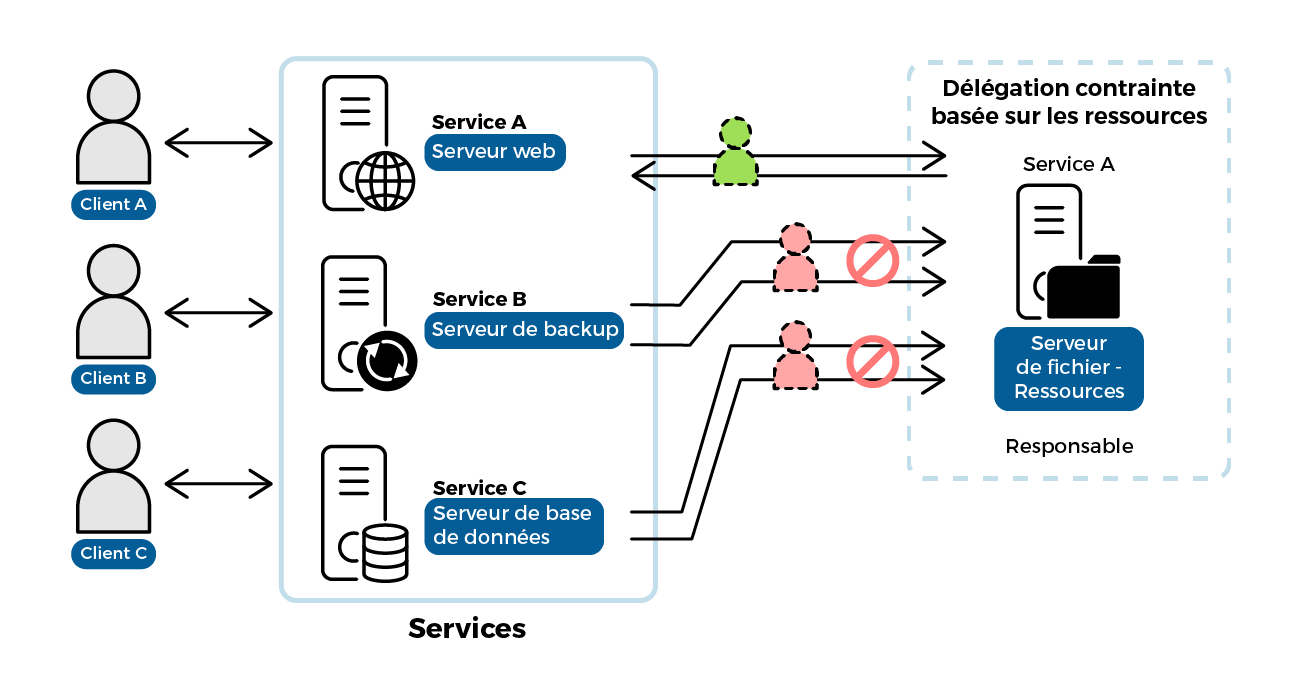 Client A
Client B
Client C
Service A
Serveur web
Service B
Serveur de backup
Service C
Serveur de base
de données
Services
Délégation contrainte
basée sur les ressources
Service A
Serveur
de fichier -
Ressources
Responsable